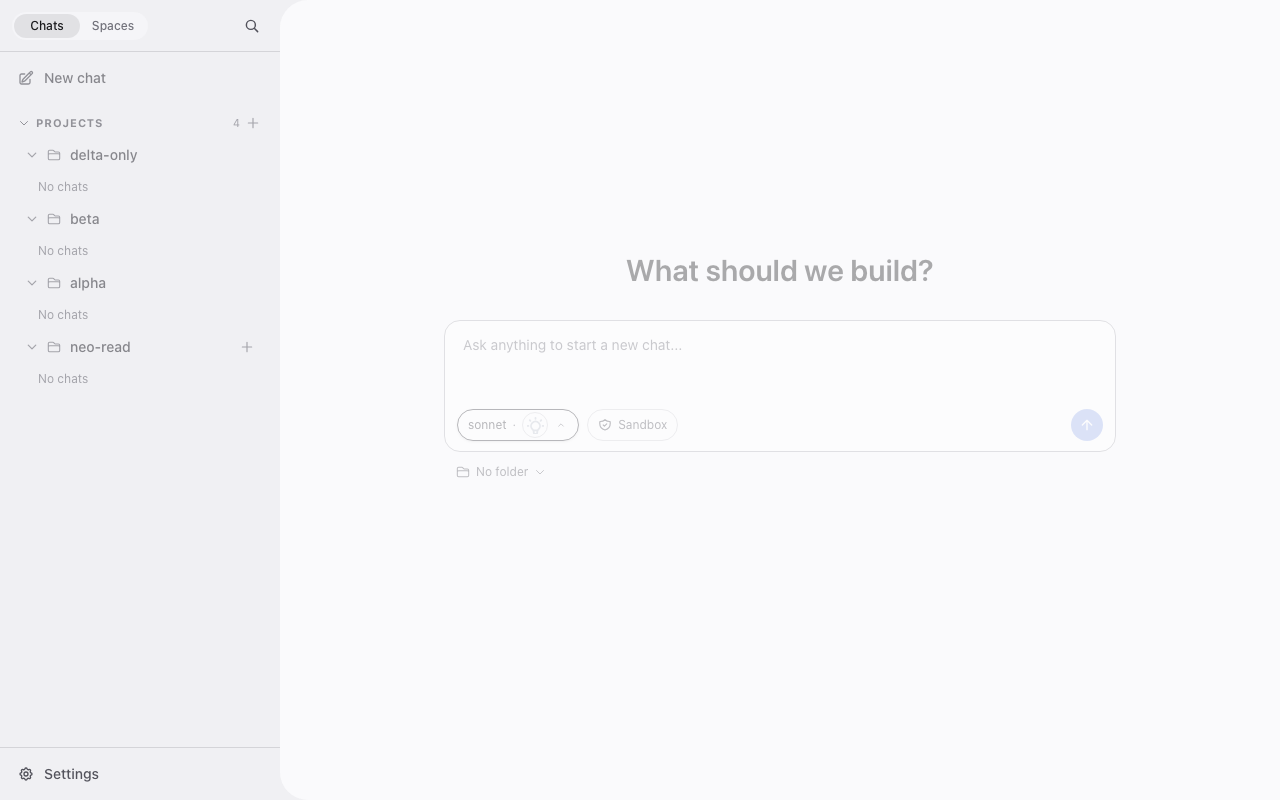 Chats Spaces
New chat
PROJECTS 4
delta-only
No chats
beta
No chats
alpha
No chats
neo-read
No chats
Settings
What should we build?
Ask anything to start a new chat...
sonnet · Sandbox
No folder